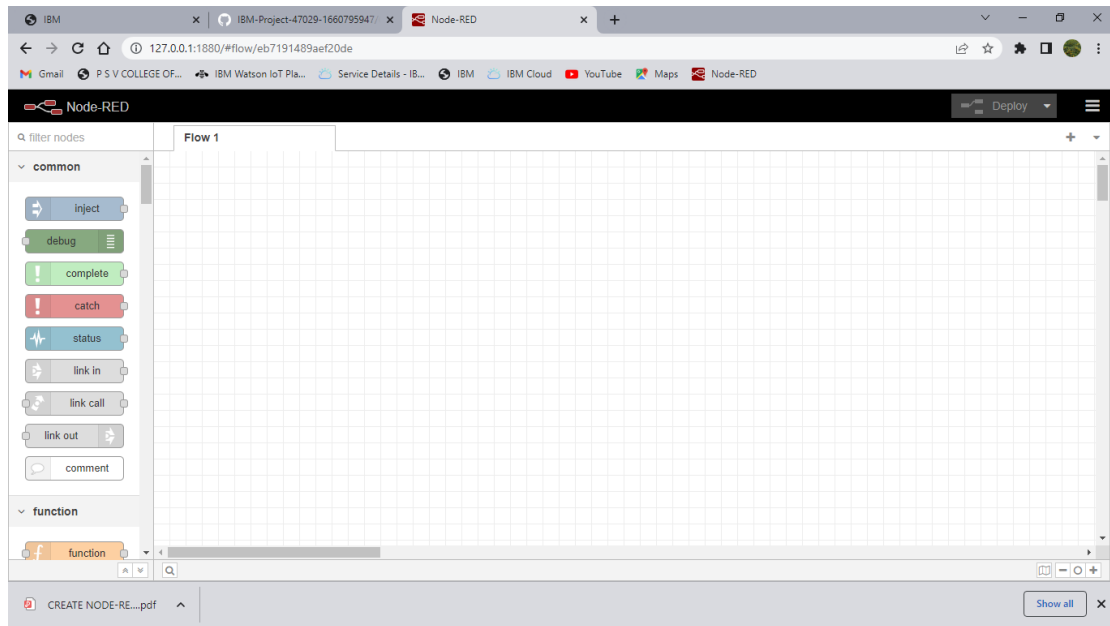 IBM
IBM-Project-47029-1660795947/
Node-RED
127.0.0.1:1880/#flow/eb7191489aef20de
Gmail P S V COLLEGE OF... IBM Watson IoT Pla... Service Details - IB... IBM IBM Cloud YouTube Maps Node-RED
Node-RED
Deploy
filter nodes
Flow 1
common
inject
debug
complete
catch
status
link in
link call
link out
comment
function
function
CREATE NODE-RE....pdf
Show all